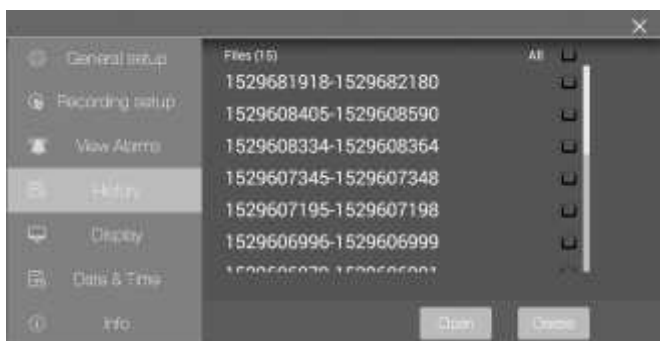 General setup
Recording setup
View Alarms
History
Display
Date & Time
Info
Files (15) All
1529681918-1529682180
1529608405-1529608590
1529608334-1529608364
1529607345-1529607348
1529607195-1529607198
1529606996-1529606999
Open Delete